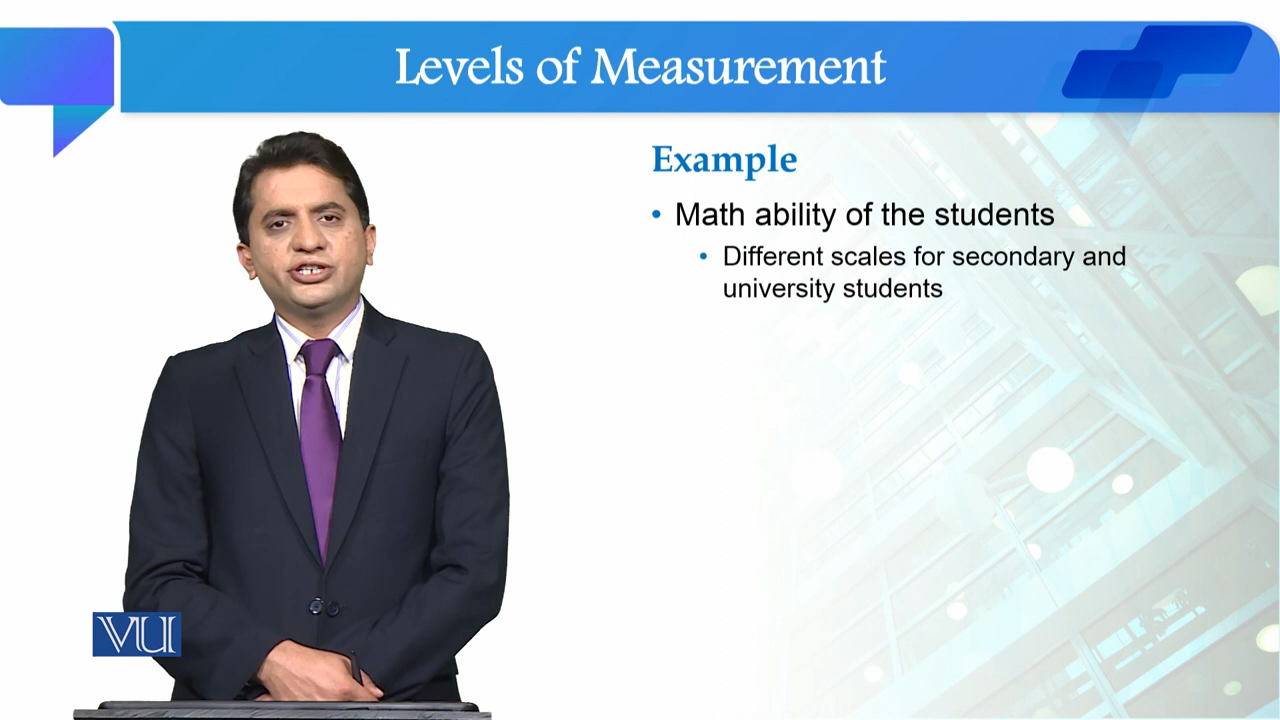 Levels of Measurement
Example
• Math ability of the students
• Different scales for secondary and
university students
VU